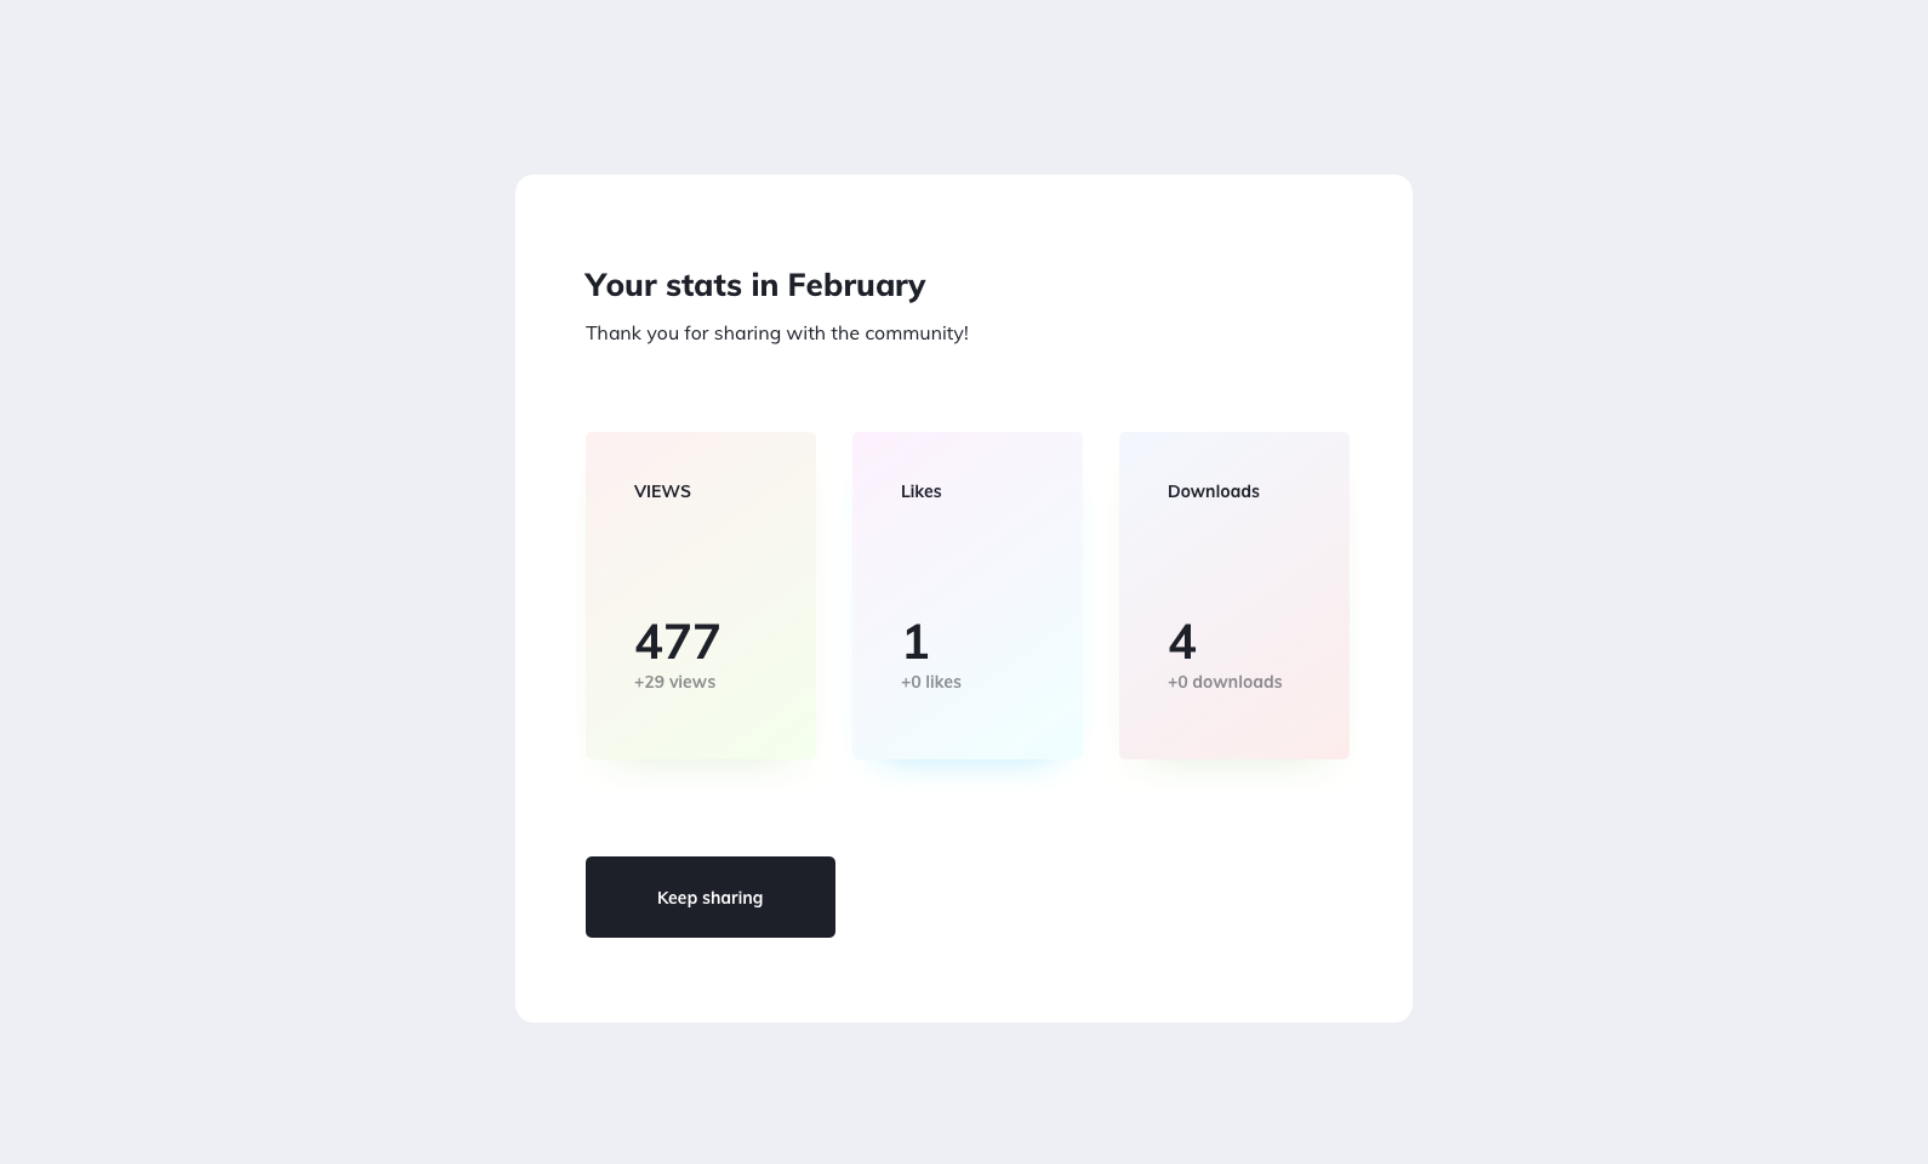 Your stats in February
Thank you for sharing with the community!
VIEWS
477
+29 views
Likes
1
+0 likes
Downloads
4
+0 downloads
Keep sharing